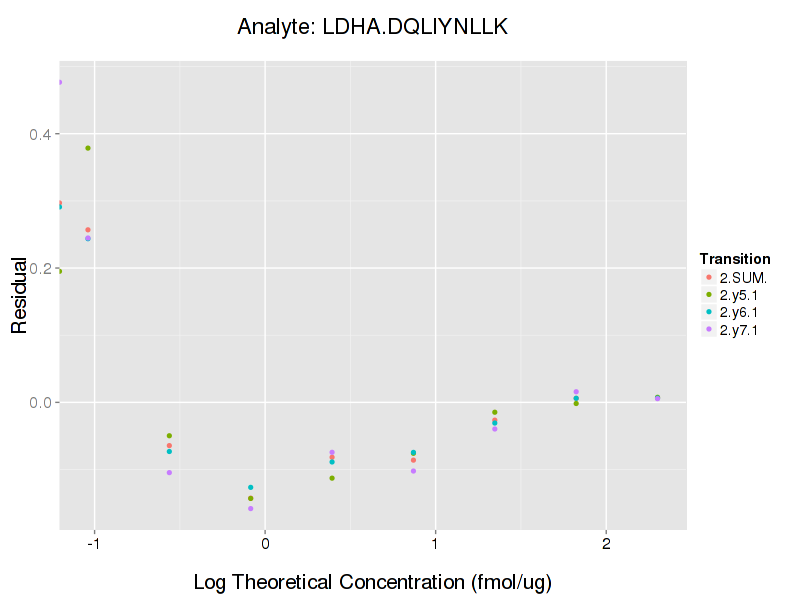 Analyte: LDHA.DQLIYNLLK
0.4
0.2
0.0
Residual
-1
0
1
2
Log Theoretical Concentration (fmol/ug)
Transition
2.SUM.
2.y5.1
2.y6.1
2.y7.1